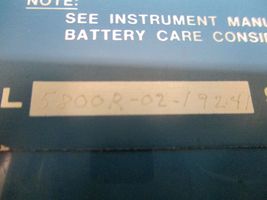 NOTE:
SEE INSTRUMENT MANU
BATTERY CARE CONSI
L 5800R-02-1924